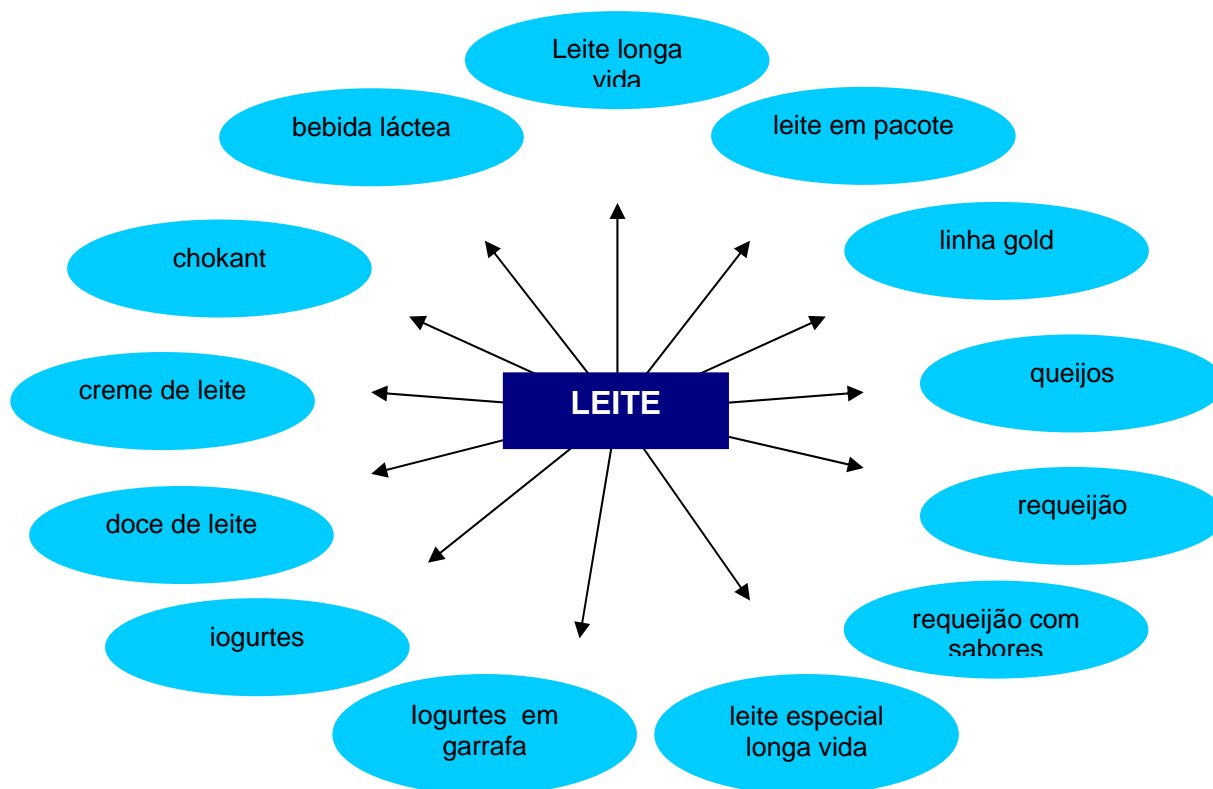 Leite longa
vida
bebida láctea
leite em pacote
chokant
linha gold
creme de leite
LEITE
queijos
doce de leite
requeijão
iogurtes
requeijão com
sabores
Iogurtes em
garrafa
leite especial
longa vida